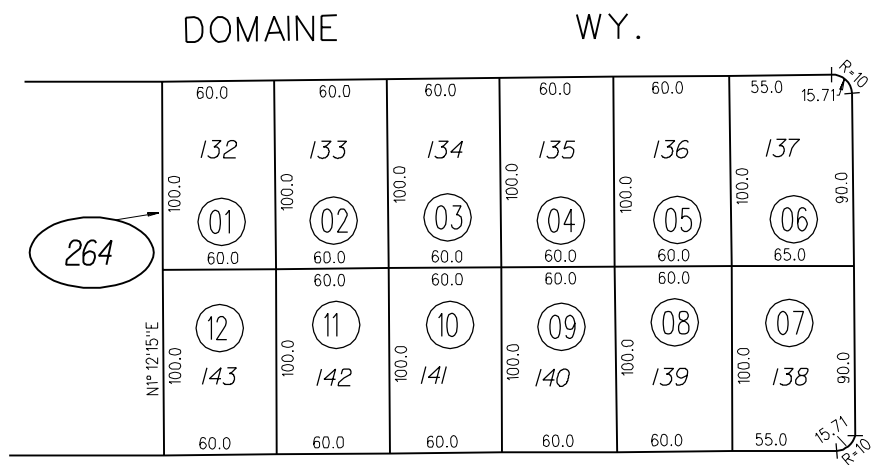 DOMAINE WY.
R=10
60.0 60.0 60.0 60.0 60.0 55.0 15.71
132 133 134 135 136 137
100.0 100.0 100.0 100.0 100.0 100.0 90.0
01 02 03 04 05 06
264
60.0 60.0 60.0 60.0 60.0 65.0
60.0 60.0 60.0 60.0
12 11 10 09 08 07
N1° 12'15"E
100.0 100.0 100.0 100.0 100.0 100.0 90.0
143 142 141 140 139 138
60.0 60.0 60.0 60.0 60.0 55.0 15.71
R=10